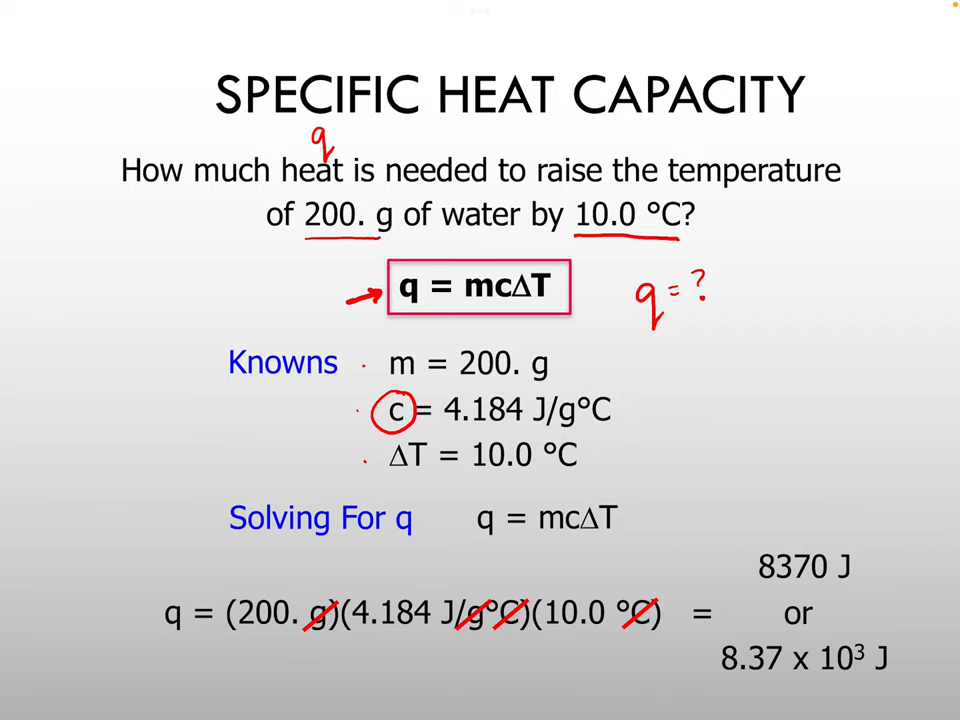 SPECIFIC HEAT CAPACITY
q
How much heat is needed to raise the temperature
of 200. g of water by 10.0 °C?
q = mcΔT
q = ?
Knowns
m = 200. g
c = 4.184 J/g°C
ΔT = 10.0 °C
Solving For q q = mcΔT
8370 J
q = (200. g)(4.184 J/g°C)(10.0 °C) = or
8.37 x 10³ J